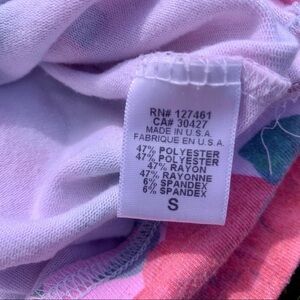 RN# 127461
CA# 30427
MADE IN U.S.A.
FABRIQUE EN U.S.A.
47% POLYESTER
47% POLYESTER
47% RAYON
47% RAYONNE
6% SPANDEX
6% SPANDEX
S